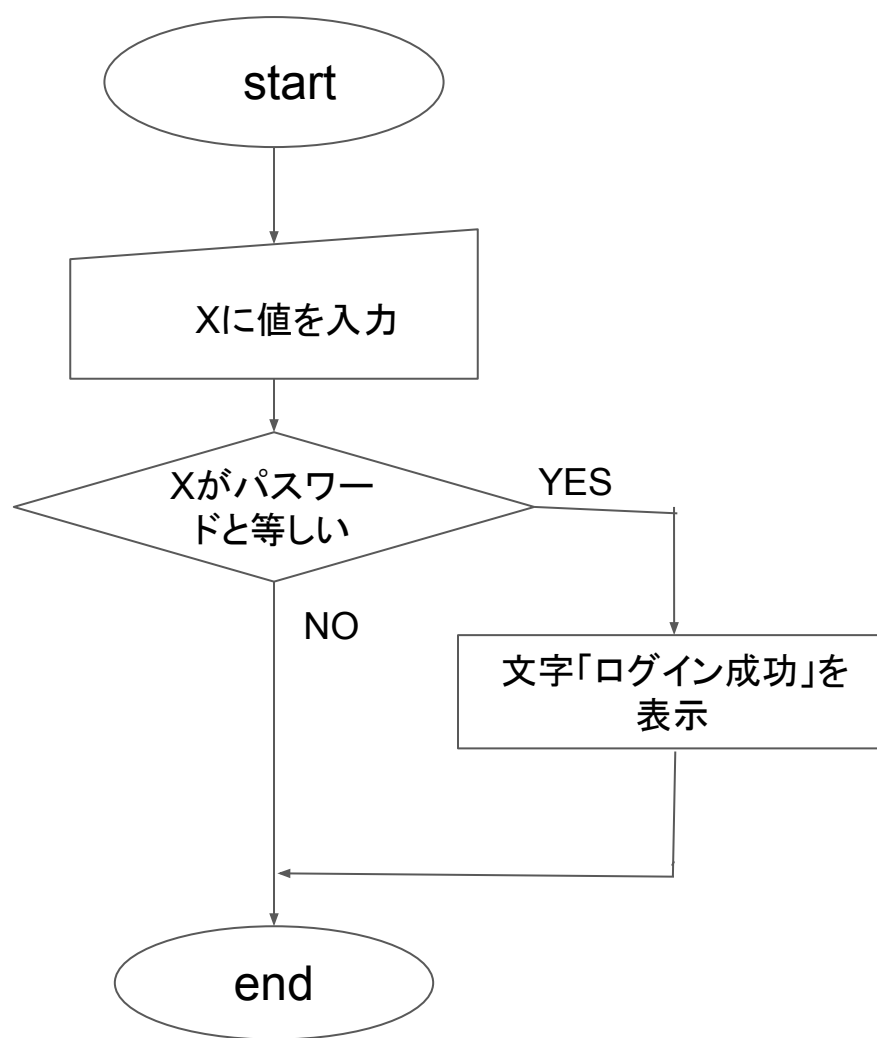 start
Xに値を入力
Xがパスワー
ドと等しい
YES
NO
文字「ログイン成功」を
表示
end